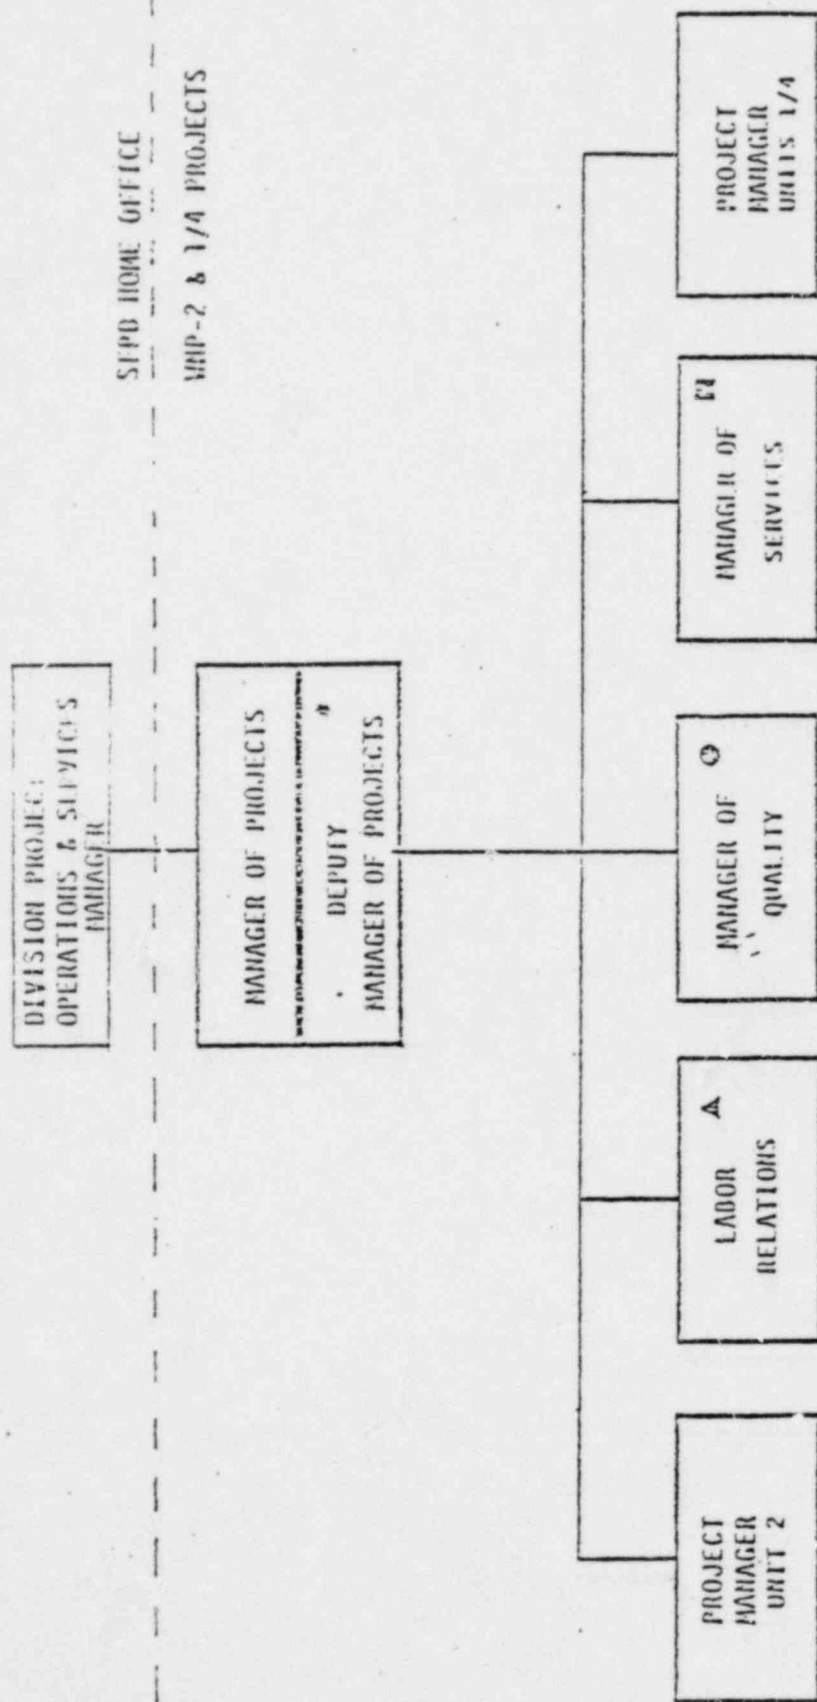 DIVISION PROJECT
OPERATIONS & SERVICES
MANAGER
SFPD HOME OFFICE
WNP-2 & 1/4 PROJECTS
MANAGER OF PROJECTS
DEPUTY
MANAGER OF PROJECTS
PROJECT
MANAGER
UNIT 2
LABOR
RELATIONS
MANAGER OF
QUALITY
MANAGER OF
SERVICES
PROJECT
MANAGER
UNITS 1/4